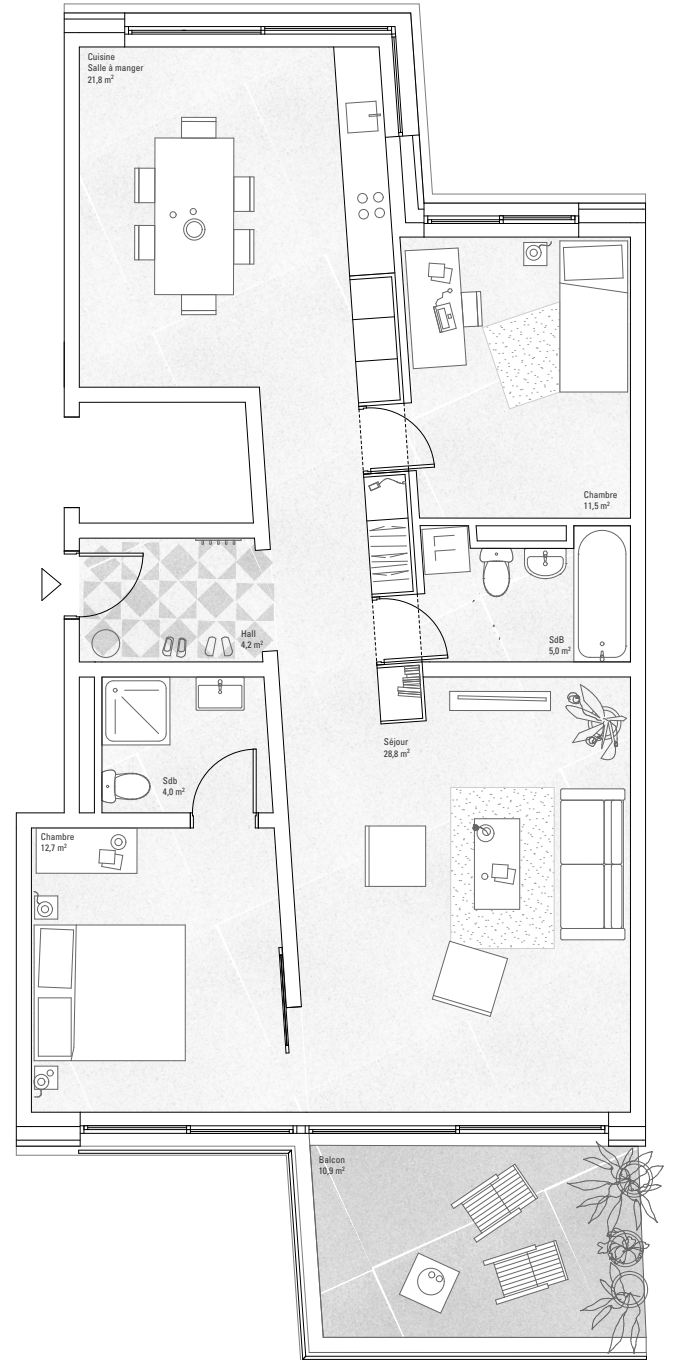 Cuisine
Salle à manger
21,8 m²
Chambre
11,5 m²
Hall
4,2 m²
SdB
5,0 m²
Séjour
28,8 m²
Sdb
4,0 m²
Chambre
12,7 m²
Balcon
10,9 m²